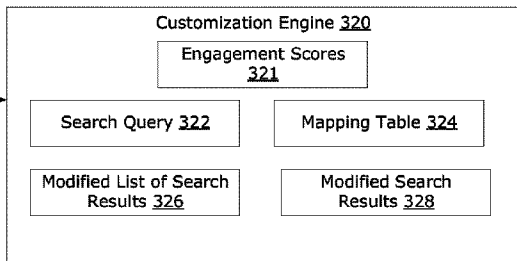 Customization Engine 320
Engagement Scores
321
Search Query 322
Mapping Table 324
Modified List of Search
Results 326
Modified Search
Results 328